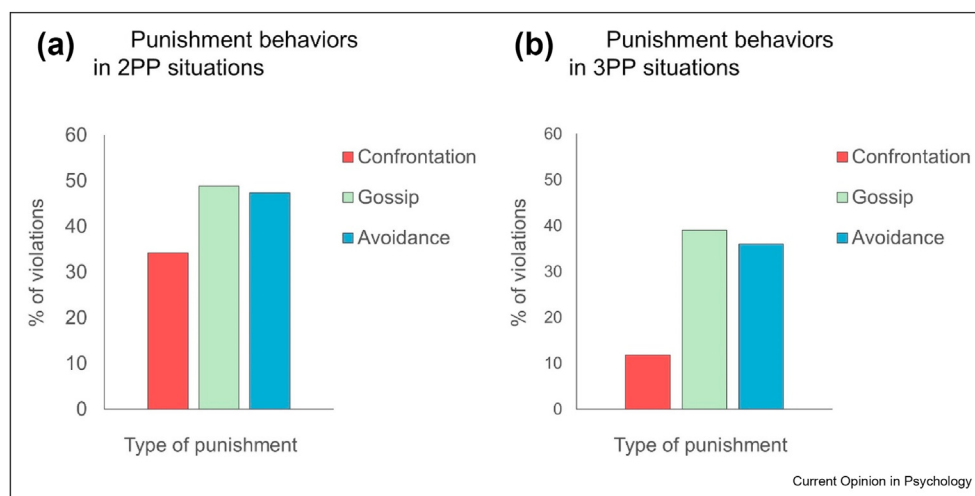 (a) Punishment behaviors
in 2PP situations
60
50
40
30
20
10
0
% of violations
Type of punishment
Confrontation
Gossip
Avoidance
(b) Punishment behaviors
in 3PP situations
60
50
40
30
20
10
0
% of violations
Type of punishment
Confrontation
Gossip
Avoidance
Current Opinion in Psychology